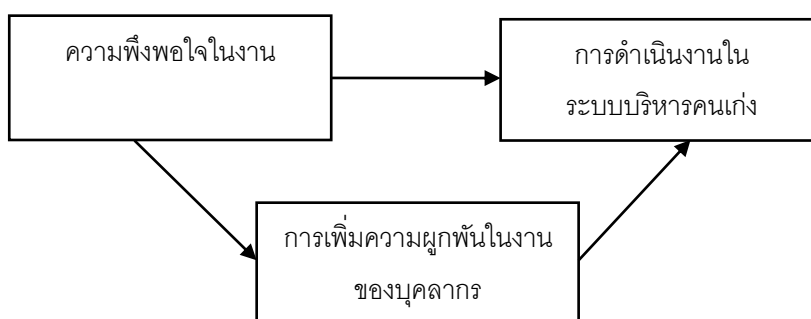 ความพึงพอใจในงาน
การดำเนินงานใน
ระบบบริหารคนเก่ง
การเพิ่มความผูกพันในงาน
ของบุคลากร